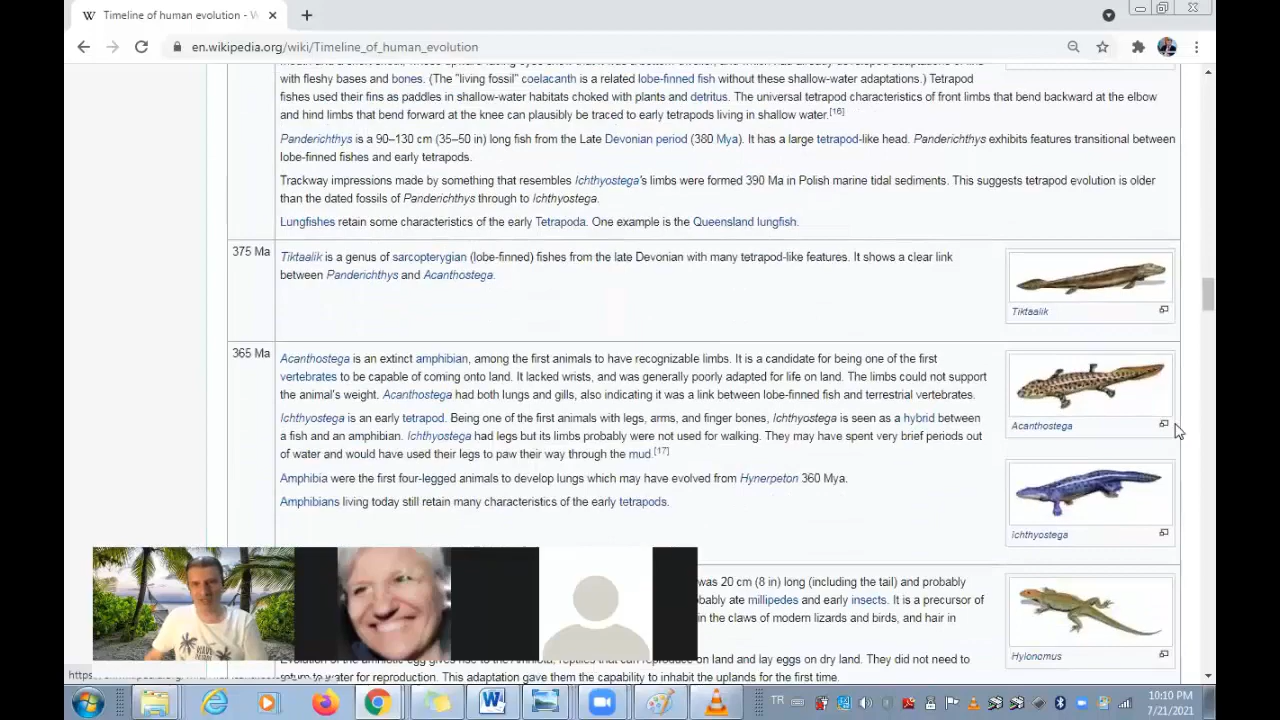 Timeline of human evolution - W
en.wikipedia.org/wiki/Timeline_of_human_evolution
with fleshy bases and bones. (The "living fossil" coelacanth is a related lobe-finned fish without these shallow-water adaptations.) Tetrapod
fishes used their fins as paddles in shallow-water habitats choked with plants and detritus. The universal tetrapod characteristics of front limbs that bend backward at the elbow
and hind limbs that bend forward at the knee can plausibly be traced to early tetrapods living in shallow water.[16]
Panderichthys is a 90–130 cm (35–50 in) long fish from the Late Devonian period (380 Mya). It has a large tetrapod-like head. Panderichthys exhibits features transitional between
lobe-finned fishes and early tetrapods.
Trackway impressions made by something that resembles Ichthyostega's limbs were formed 390 Ma in Polish marine tidal sediments. This suggests tetrapod evolution is older
than the dated fossils of Panderichthys through to Ichthyostega.
Lungfishes retain some characteristics of the early Tetrapoda. One example is the Queensland lungfish.
375 Ma
Tiktaalik is a genus of sarcopterygian (lobe-finned) fishes from the late Devonian with many tetrapod-like features. It shows a clear link
between Panderichthys and Acanthostega.
Tiktaalik
365 Ma
Acanthostega is an extinct amphibian, among the first animals to have recognizable limbs. It is a candidate for being one of the first
vertebrates to be capable of coming onto land. It lacked wrists, and was generally poorly adapted for life on land. The limbs could not support
the animal's weight. Acanthostega had both lungs and gills, also indicating it was a link between lobe-finned fish and terrestrial vertebrates.
Acanthostega
Ichthyostega is an early tetrapod. Being one of the first animals with legs, arms, and finger bones, Ichthyostega is seen as a hybrid between
a fish and an amphibian. Ichthyostega had legs but its limbs probably were not used for walking. They may have spent very brief periods out
of water and would have used their legs to paw their way through the mud.[17]
Amphibia were the first four-legged animals to develop lungs which may have evolved from Hynerpeton 360 Mya.
Amphibians living today still retain many characteristics of the early tetrapods.
Ichthyostega
was 20 cm (8 in) long (including the tail) and probably
ably ate millipedes and early insects. It is a precursor of
in the claws of modern lizards and birds, and hair in
Hylonomus
on land and lay eggs on dry land. They did not need to
return to water for reproduction. This adaptation gave them the capability to inhabit the uplands for the first time.
TR
10:10 PM
7/21/2021